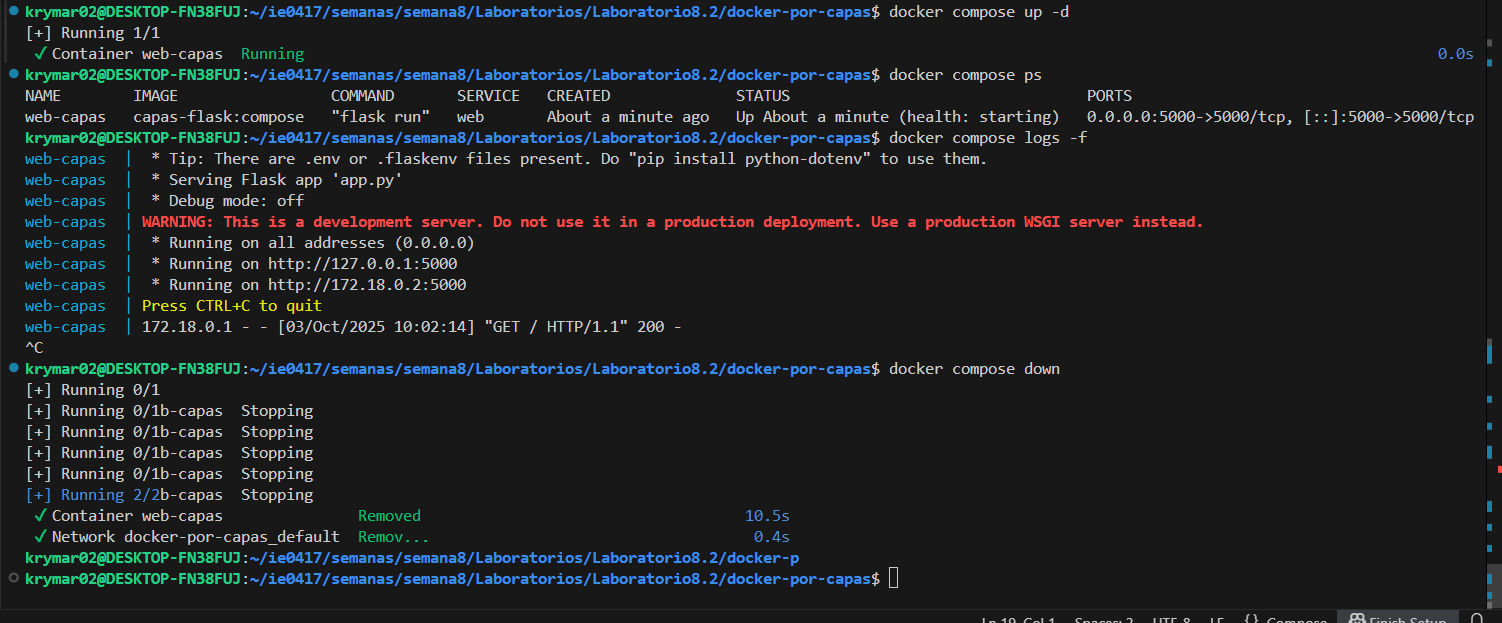 krymar02@DESKTOP-FN38FUJ:~/ie0417/semanas/semana8/Laboratorios/Laboratorio8.2/docker-por-capas$ docker compose up -d
[+] Running 1/1
✔ Container web-capas  Running  0.0s
krymar02@DESKTOP-FN38FUJ:~/ie0417/semanas/semana8/Laboratorios/Laboratorio8.2/docker-por-capas$ docker compose ps
NAME        IMAGE                 COMMAND       SERVICE   CREATED              STATUS                                 PORTS
web-capas   capas-flask:compose   "flask run"   web       About a minute ago   Up About a minute (health: starting)   0.0.0.0:5000->5000/tcp, [::]:5000->5000/tcp
krymar02@DESKTOP-FN38FUJ:~/ie0417/semanas/semana8/Laboratorios/Laboratorio8.2/docker-por-capas$ docker compose logs -f
web-capas  |  * Tip: There are .env or .flaskenv files present. Do "pip install python-dotenv" to use them.
web-capas  |  * Serving Flask app 'app.py'
web-capas  |  * Debug mode: off
web-capas  | WARNING: This is a development server. Do not use it in a production deployment. Use a production WSGI server instead.
web-capas  |  * Running on all addresses (0.0.0.0)
web-capas  |  * Running on http://127.0.0.1:5000
web-capas  |  * Running on http://172.18.0.2:5000
web-capas  | Press CTRL+C to quit
web-capas  | 172.18.0.1 - - [03/Oct/2025 10:02:14] "GET / HTTP/1.1" 200 -
^C
krymar02@DESKTOP-FN38FUJ:~/ie0417/semanas/semana8/Laboratorios/Laboratorio8.2/docker-por-capas$ docker compose down
[+] Running 0/1
[+] Running 0/1b-capas  Stopping
[+] Running 0/1b-capas  Stopping
[+] Running 0/1b-capas  Stopping
[+] Running 0/1b-capas  Stopping
[+] Running 2/2b-capas  Stopping
✔ Container web-capas               Removed  10.5s
✔ Network docker-por-capas_default  Remov...  0.4s
krymar02@DESKTOP-FN38FUJ:~/ie0417/semanas/semana8/Laboratorios/Laboratorio8.2/docker-p
krymar02@DESKTOP-FN38FUJ:~/ie0417/semanas/semana8/Laboratorios/Laboratorio8.2/docker-por-capas$
Ln 19, Col 1  Spaces: 2  UTF-8  LF  {} Compose  Finish Setup